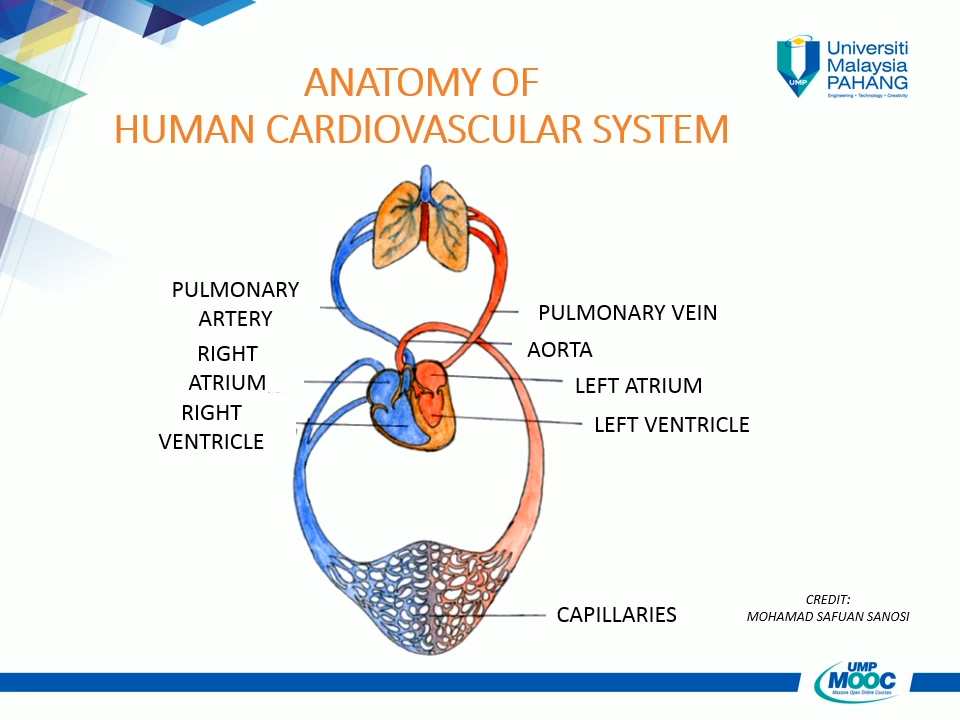 Universiti
Malaysia
PAHANG
Engineering • Technology • Creativity
UMP
ANATOMY OF
HUMAN CARDIOVASCULAR SYSTEM
PULMONARY
ARTERY
PULMONARY VEIN
RIGHT
ATRIUM
AORTA
LEFT ATRIUM
RIGHT
VENTRICLE
LEFT VENTRICLE
CAPILLARIES
CREDIT:
MOHAMAD SAFUAN SANOSI
UMP
MOOC
Massive Open Online Courses